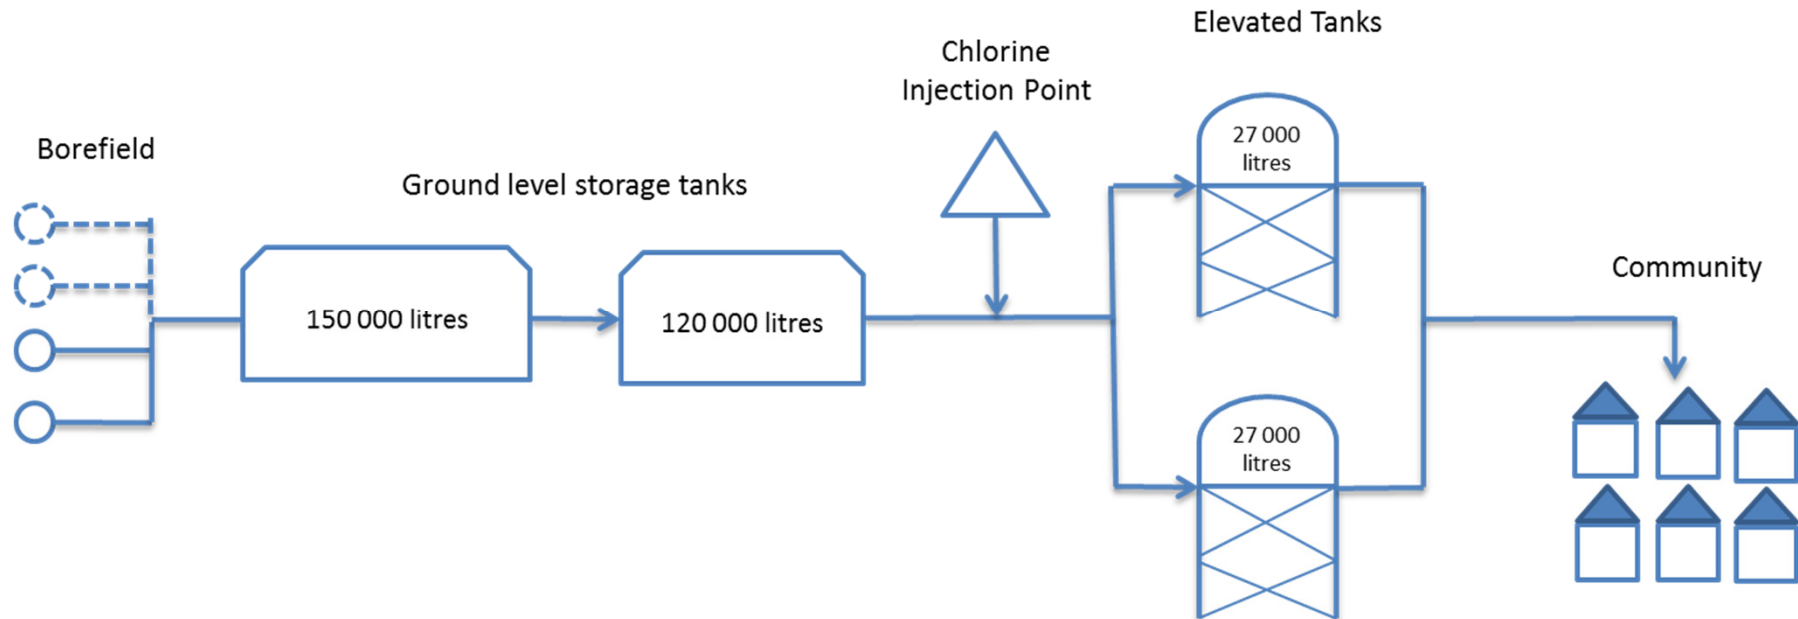 Elevated Tanks
Chlorine
Injection Point
Borefield
Ground level storage tanks
27 000
litres
Community
150 000 litres
120 000 litres
27 000
litres